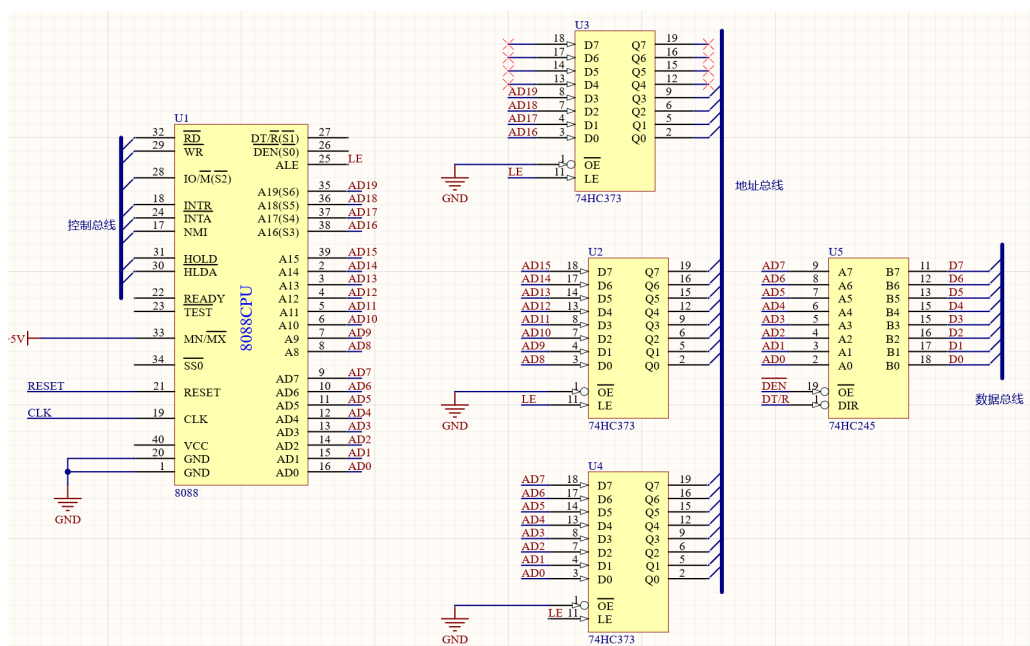 U1
32 RD DT/R(S1) 27
29 WR DEN(S0) 26
ALE 25 LE
28 IO/M(S2)
A19(S6) 35 AD19
18 INTR A18(S5) 36 AD18
24 INTA A17(S4) 37 AD17
17 NMI A16(S3) 38 AD16
控制总线
31 HOLD A15 39 AD15
30 HLDA A14 2 AD14
A13 3 AD13
22 READY A12 4 AD12
23 TEST A11 5 AD11
A10 6 AD10
5V 33 MN/MX A9 7 AD9
A8 8 AD8
34 SS0
AD7 9 AD7
RESET 21 RESET AD6 10 AD6
AD5 11 AD5
CLK 19 CLK AD4 12 AD4
AD3 13 AD3
40 VCC AD2 14 AD2
20 GND AD1 15 AD1
1 GND AD0 16 AD0
8088CPU
8088
GND
U3
18 D7 Q7 19
17 D6 Q6 16
14 D5 Q5 15
13 D4 Q4 12
AD19 8 D3 Q3 9
AD18 7 D2 Q2 6
AD17 4 D1 Q1 5
AD16 3 D0 Q0 2
1 OE
LE 11 LE
GND
74HC373
地址总线
U2
AD15 18 D7 Q7 19
AD14 17 D6 Q6 16
AD13 14 D5 Q5 15
AD12 13 D4 Q4 12
AD11 8 D3 Q3 9
AD10 7 D2 Q2 6
AD9 4 D1 Q1 5
AD8 3 D0 Q0 2
1 OE
LE 11 LE
GND
74HC373
U4
AD7 18 D7 Q7 19
AD6 17 D6 Q6 16
AD5 14 D5 Q5 15
AD4 13 D4 Q4 12
AD3 8 D3 Q3 9
AD2 7 D2 Q2 6
AD1 4 D1 Q1 5
AD0 3 D0 Q0 2
1 OE
LE 11 LE
GND
74HC373
U5
AD7 9 A7 B7 11 D7
AD6 8 A6 B6 12 D6
AD5 7 A5 B5 13 D5
AD4 6 A4 B4 14 D4
AD3 5 A3 B3 15 D3
AD2 4 A2 B2 16 D2
AD1 3 A1 B1 17 D1
AD0 2 A0 B0 18 D0
DEN 19 OE
DT/R 1 DIR
74HC245
数据总线